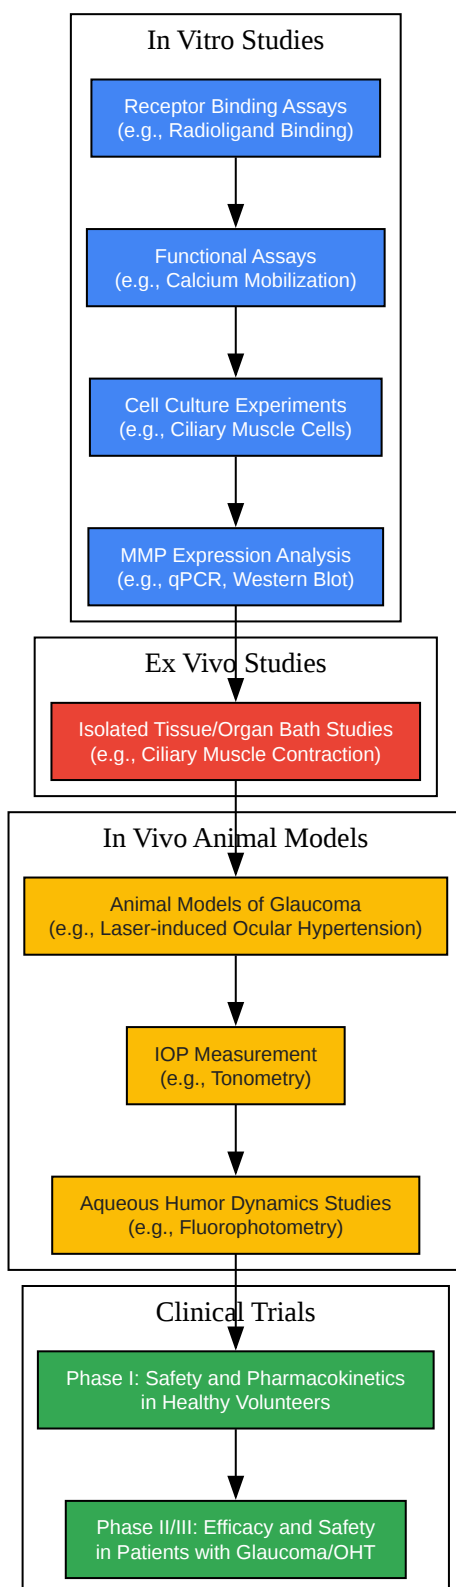 In Vitro Studies
Receptor Binding Assays
(e.g., Radioligand Binding)
Functional Assays
(e.g., Calcium Mobilization)
Cell Culture Experiments
(e.g., Ciliary Muscle Cells)
MMP Expression Analysis
(e.g., qPCR, Western Blot)
Ex Vivo Studies
Isolated Tissue/Organ Bath Studies
(e.g., Ciliary Muscle Contraction)
In Vivo Animal Models
Animal Models of Glaucoma
(e.g., Laser-induced Ocular Hypertension)
IOP Measurement
(e.g., Tonometry)
Aqueous Humor Dynamics Studies
(e.g., Fluorophotometry)
Clinical Trials
Phase I: Safety and Pharmacokinetics
in Healthy Volunteers
Phase II/III: Efficacy and Safety
in Patients with Glaucoma/OHT